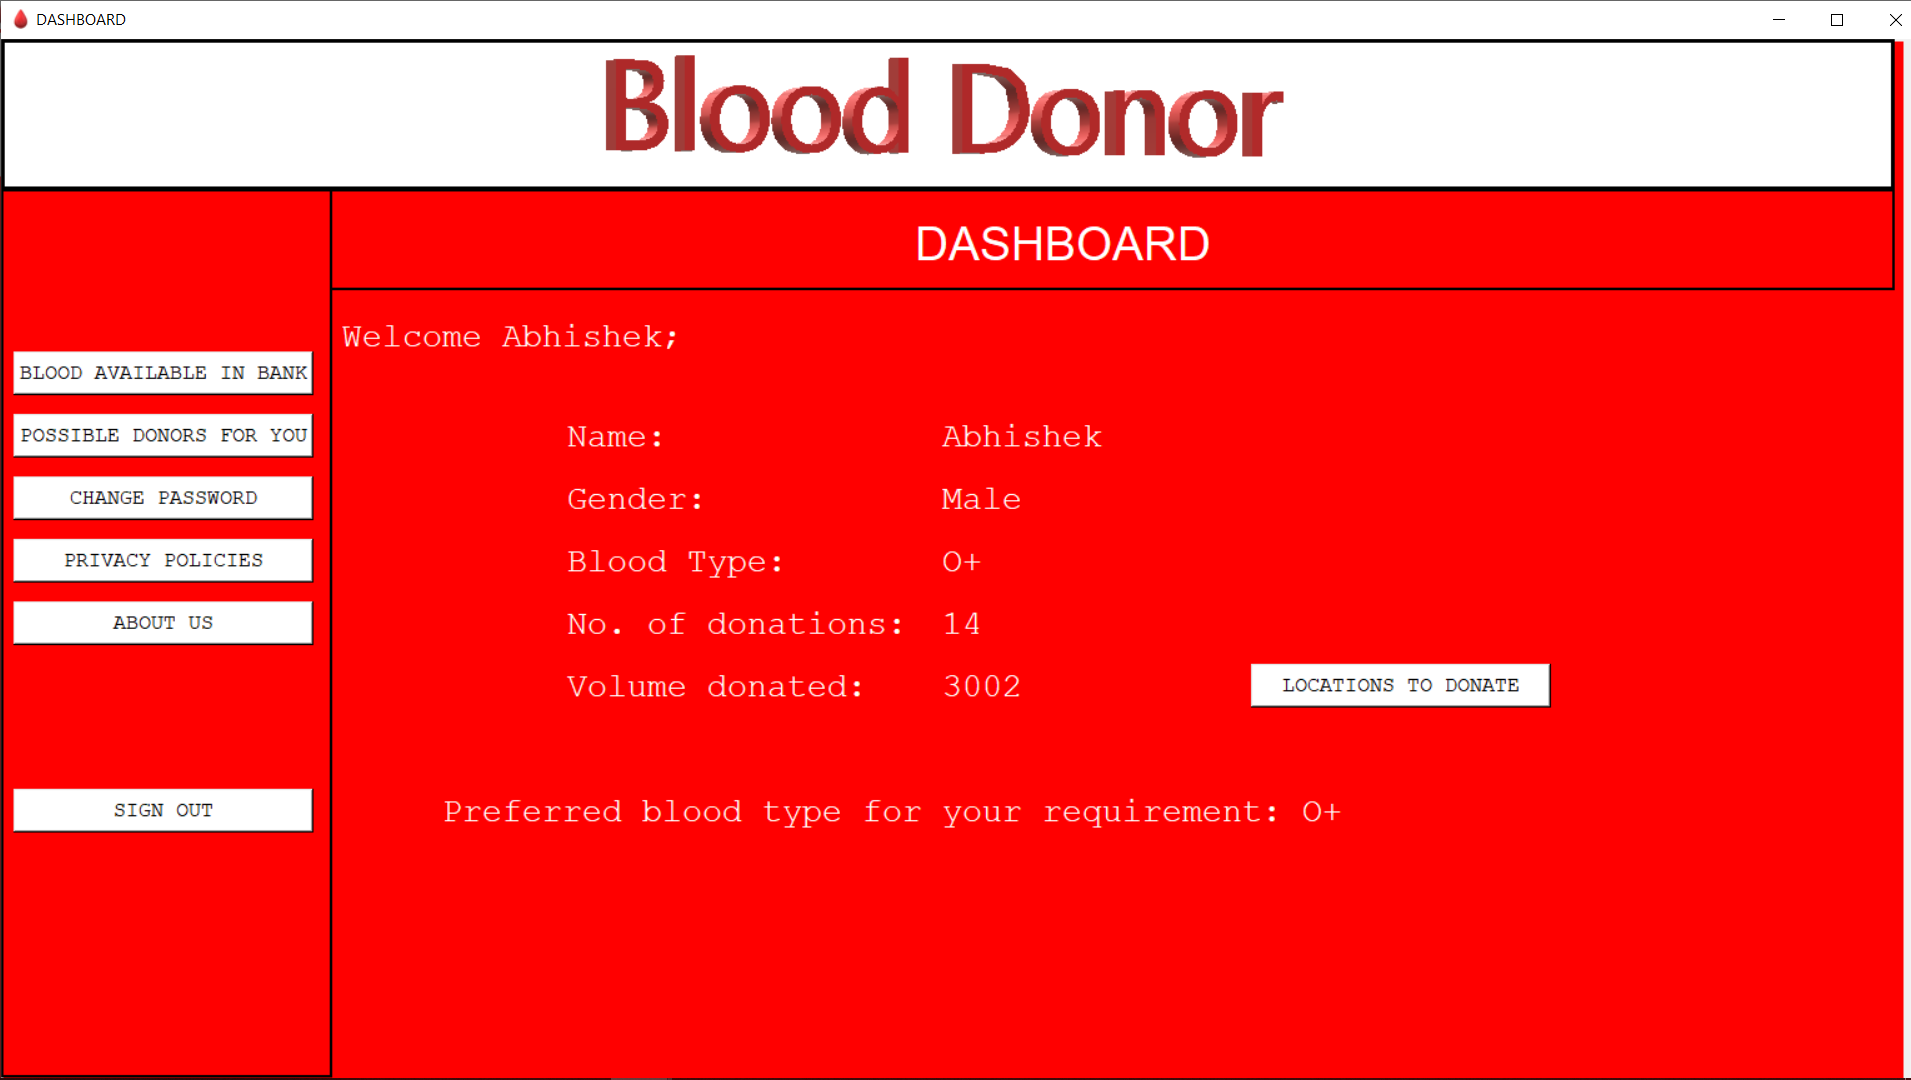 DASHBOARD
Blood Donor
DASHBOARD
Welcome Abhishek;
BLOOD AVAILABLE IN BANK
POSSIBLE DONORS FOR YOU
CHANGE PASSWORD
PRIVACY POLICIES
ABOUT US
SIGN OUT
Name: Abhishek
Gender: Male
Blood Type: O+
No. of donations: 14
Volume donated: 3002
LOCATIONS TO DONATE
Preferred blood type for your requirement: O+